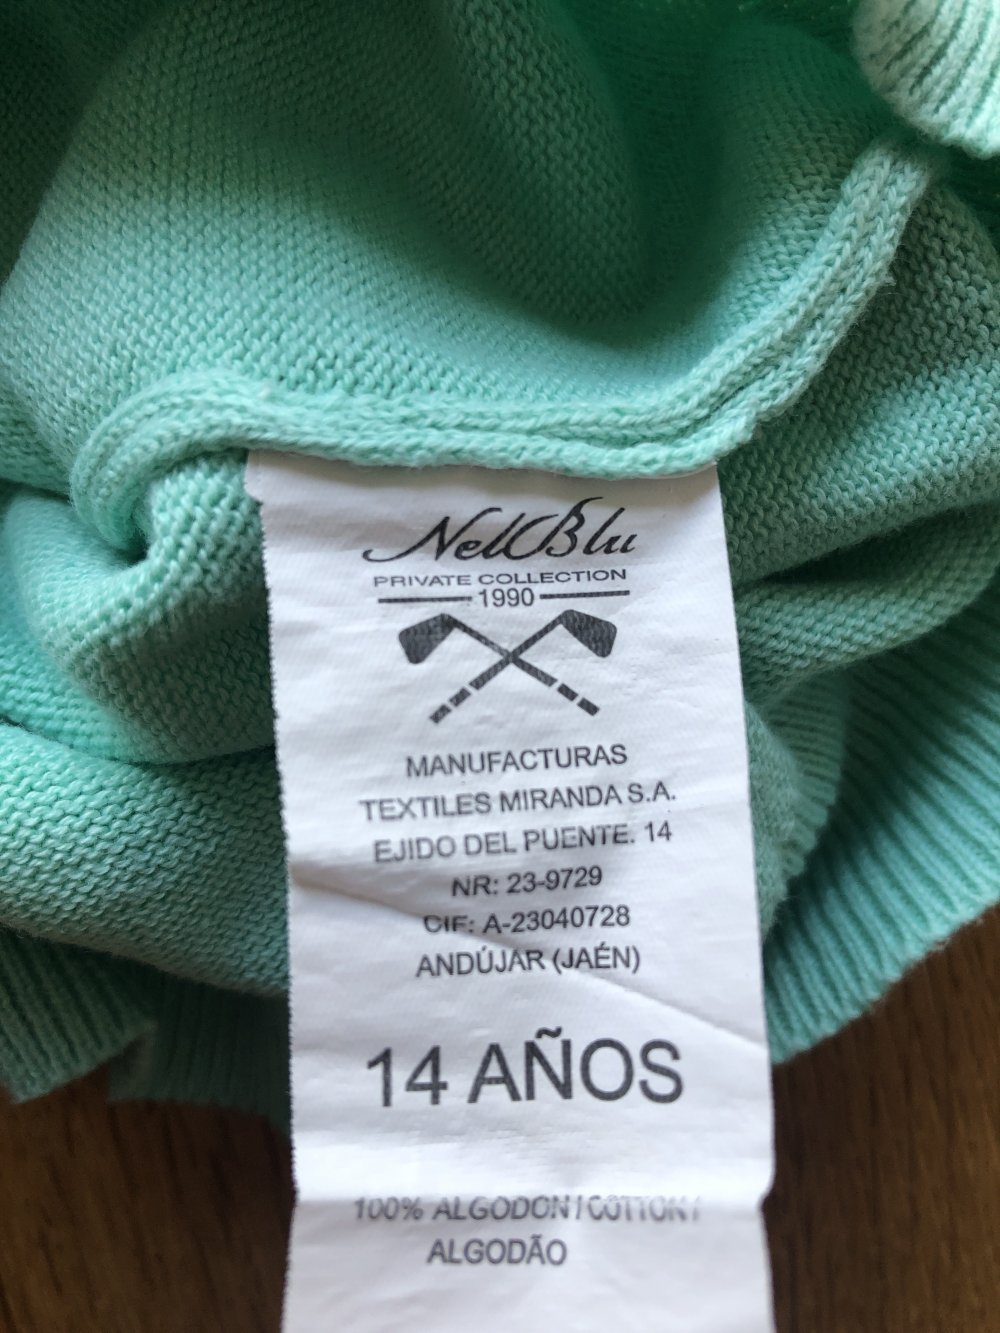 NelBlu
PRIVATE COLLECTION
1990
MANUFACTURAS
TEXTILES MIRANDA S.A.
EJIDO DEL PUENTE. 14
NR: 23-9729
CIF: A-23040728
ANDÚJAR (JAÉN)
14 AÑOS
100% ALGODON/COTTON/
ALGODÃO